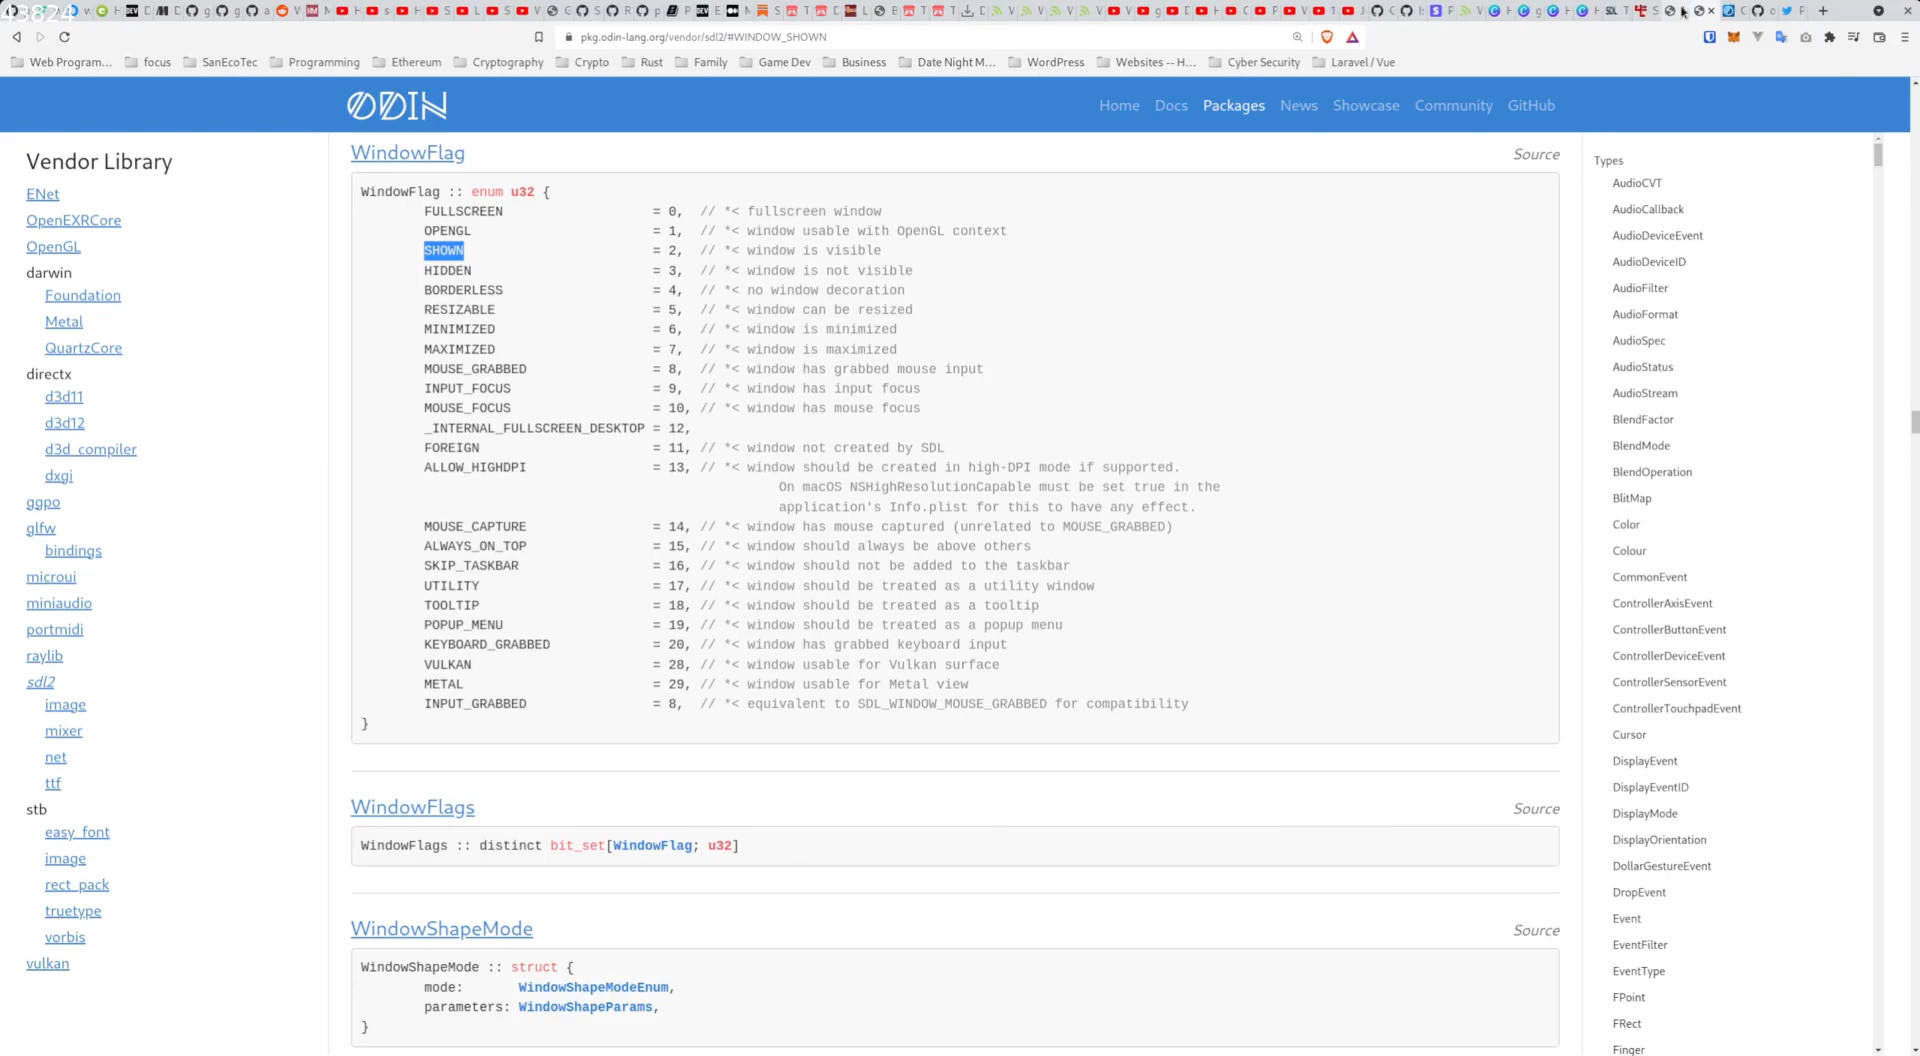 43824
pkg.odin-lang.org/vendor/sdl2/#WINDOW_SHOWN
Web Program... focus SanEcoTec Programming Ethereum Cryptography Crypto Rust Family Game Dev Business Date Night M... WordPress Websites -- H... Cyber Security Laravel / Vue
ODIN
Home Docs Packages News Showcase Community GitHub
Vendor Library
ENet
OpenEXRCore
OpenGL
darwin
Foundation
Metal
QuartzCore
directx
d3d11
d3d12
d3d_compiler
dxgi
ggpo
glfw
bindings
microui
miniaudio
portmidi
raylib
sdl2
image
mixer
net
ttf
stb
easy_font
image
rect_pack
truetype
vorbis
vulkan
WindowFlag
Source
WindowFlag :: enum u32 {
FULLSCREEN = 0, // *< fullscreen window
OPENGL = 1, // *< window usable with OpenGL context
SHOWN = 2, // *< window is visible
HIDDEN = 3, // *< window is not visible
BORDERLESS = 4, // *< no window decoration
RESIZABLE = 5, // *< window can be resized
MINIMIZED = 6, // *< window is minimized
MAXIMIZED = 7, // *< window is maximized
MOUSE_GRABBED = 8, // *< window has grabbed mouse input
INPUT_FOCUS = 9, // *< window has input focus
MOUSE_FOCUS = 10, // *< window has mouse focus
_INTERNAL_FULLSCREEN_DESKTOP = 12,
FOREIGN = 11, // *< window not created by SDL
ALLOW_HIGHDPI = 13, // *< window should be created in high-DPI mode if supported.
On macOS NSHighResolutionCapable must be set true in the
application's Info.plist for this to have any effect.
MOUSE_CAPTURE = 14, // *< window has mouse captured (unrelated to MOUSE_GRABBED)
ALWAYS_ON_TOP = 15, // *< window should always be above others
SKIP_TASKBAR = 16, // *< window should not be added to the taskbar
UTILITY = 17, // *< window should be treated as a utility window
TOOLTIP = 18, // *< window should be treated as a tooltip
POPUP_MENU = 19, // *< window should be treated as a popup menu
KEYBOARD_GRABBED = 20, // *< window has grabbed keyboard input
VULKAN = 28, // *< window usable for Vulkan surface
METAL = 29, // *< window usable for Metal view
INPUT_GRABBED = 8, // *< equivalent to SDL_WINDOW_MOUSE_GRABBED for compatibility
}
WindowFlags
Source
WindowFlags :: distinct bit_set[WindowFlag; u32]
WindowShapeMode
Source
WindowShapeMode :: struct {
mode: WindowShapeModeEnum,
parameters: WindowShapeParams,
}
Types
AudioCVT
AudioCallback
AudioDeviceEvent
AudioDeviceID
AudioFilter
AudioFormat
AudioSpec
AudioStatus
AudioStream
BlendFactor
BlendMode
BlendOperation
BlitMap
Color
Colour
CommonEvent
ControllerAxisEvent
ControllerButtonEvent
ControllerDeviceEvent
ControllerSensorEvent
ControllerTouchpadEvent
Cursor
DisplayEvent
DisplayEventID
DisplayMode
DisplayOrientation
DollarGestureEvent
DropEvent
Event
EventFilter
EventType
FPoint
FRect
Finger